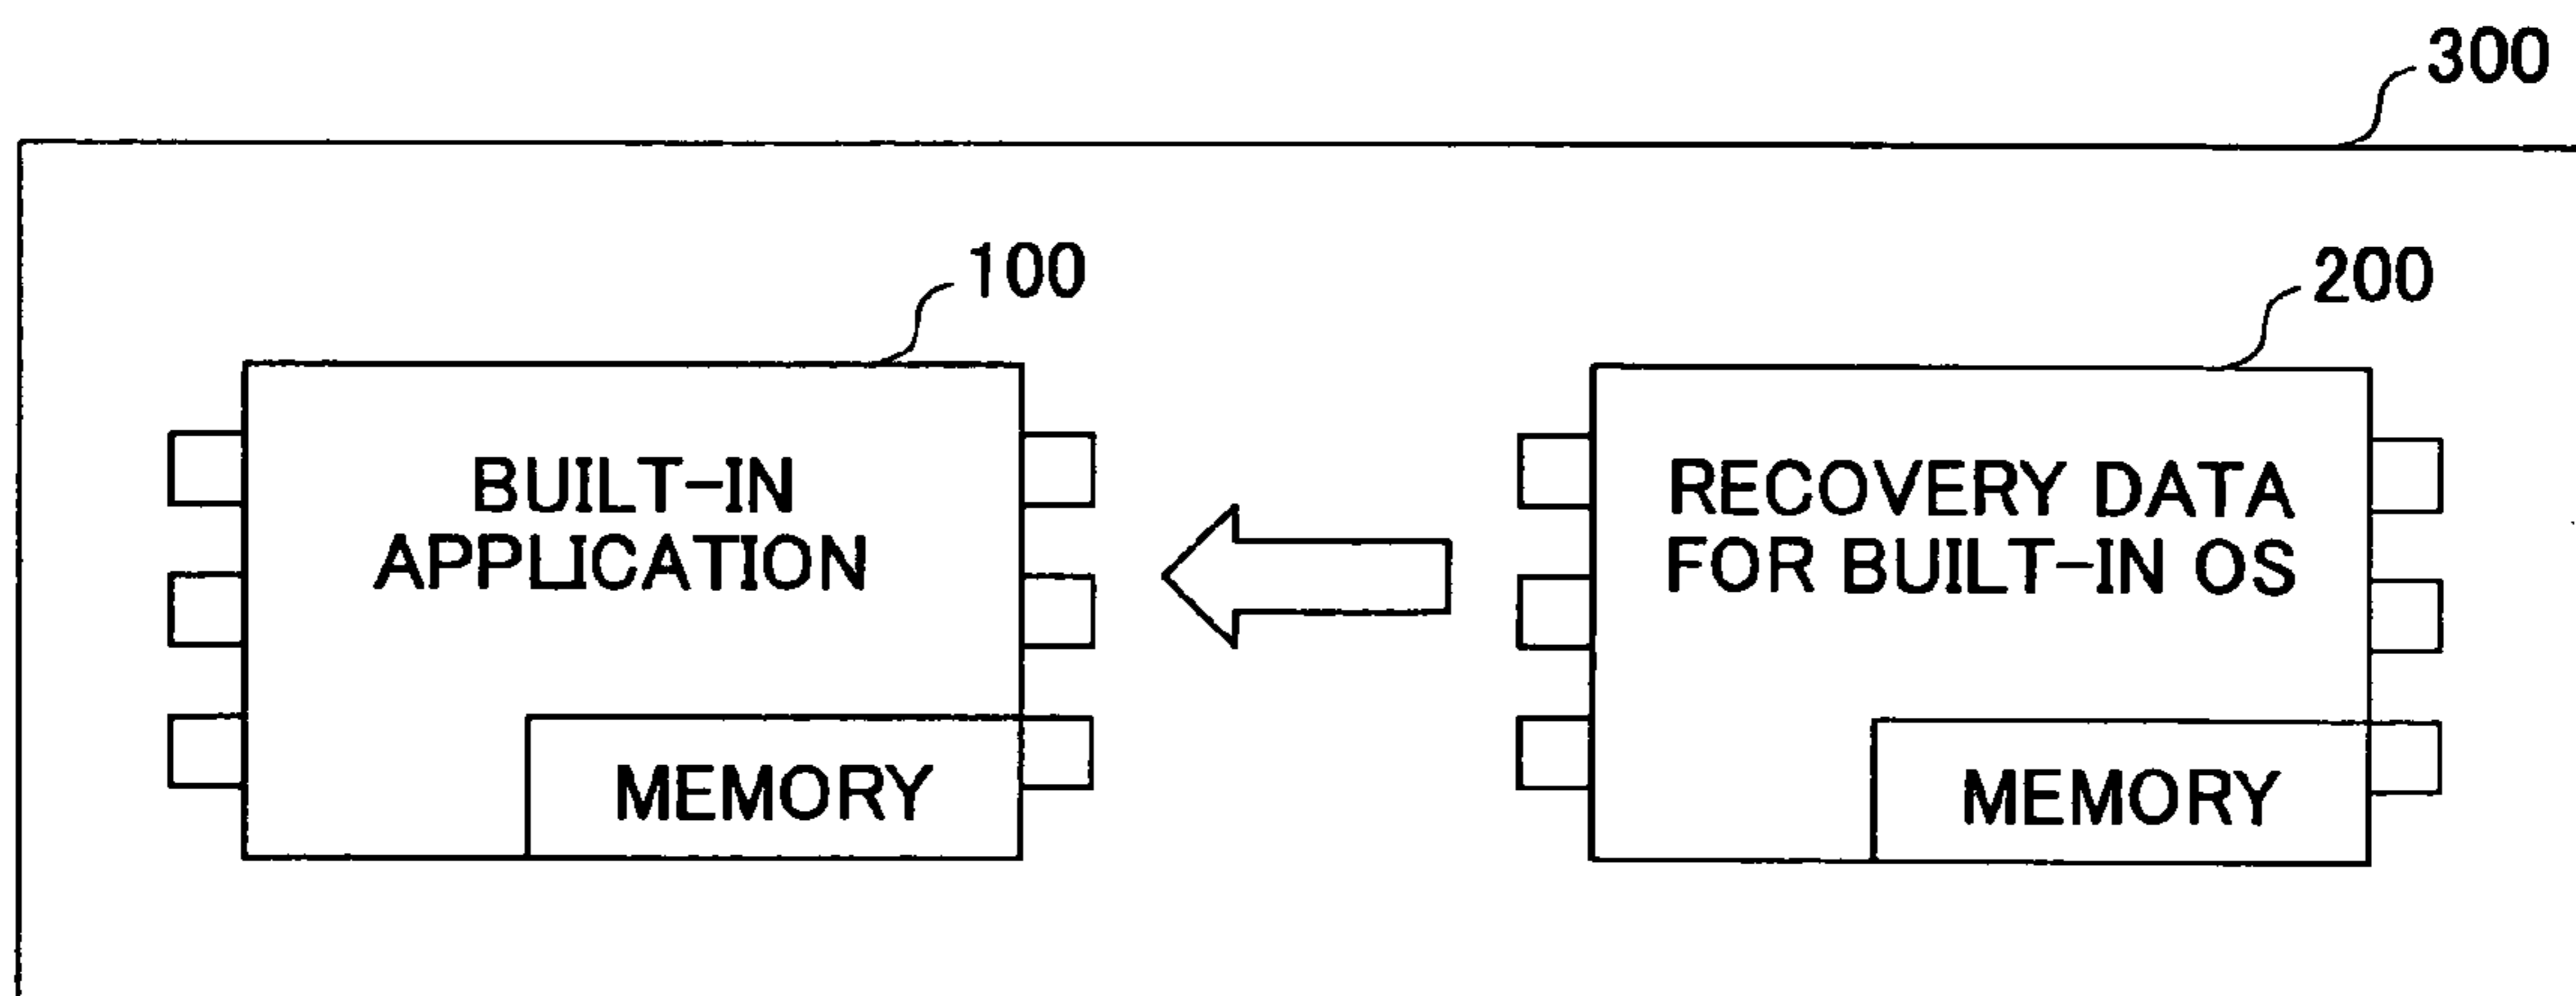 300
100
200
BUILT-IN
APPLICATION
MEMORY
RECOVERY DATA
FOR BUILT-IN OS
MEMORY